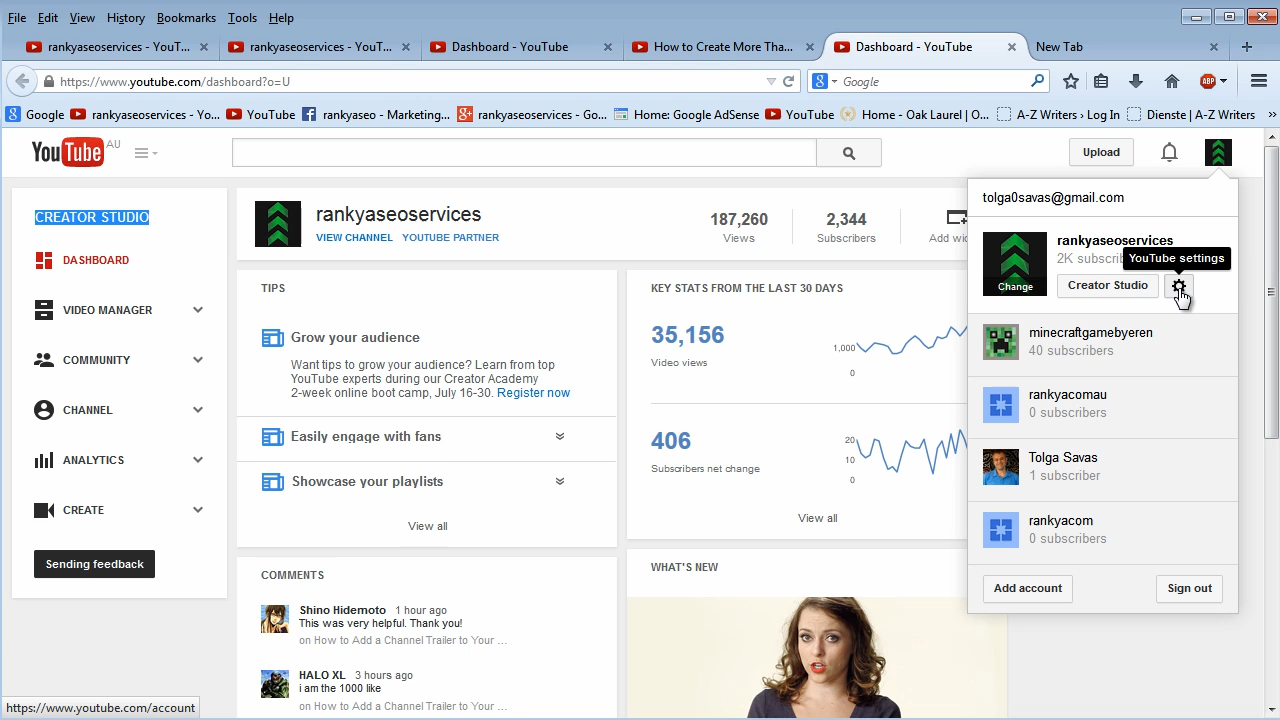 File Edit View History Bookmarks Tools Help
rankyaseoservices - YouT... rankyaseoservices - YouT... Dashboard - YouTube How to Create More Tha... Dashboard - YouTube New Tab
https://www.youtube.com/dashboard?o=U Google ABP
Google rankyaseoservices - Yo... YouTube rankyaseo - Marketing... rankyaseoservices - Go... Home: Google AdSense YouTube Home - Oak Laurel | O... A-Z Writers › Log In Dienste | A-Z Writers
YouTube AU
Upload
CREATOR STUDIO
DASHBOARD
VIDEO MANAGER
COMMUNITY
CHANNEL
ANALYTICS
CREATE
Sending feedback
rankyaseoservices
VIEW CHANNEL YOUTUBE PARTNER
187,260
Views
2,344
Subscribers
TIPS
Grow your audience
Want tips to grow your audience? Learn from top
YouTube experts during our Creator Academy
2-week online boot camp, July 16-30. Register now
Easily engage with fans
Showcase your playlists
View all
KEY STATS FROM THE LAST 30 DAYS
35,156
Video views
1,000
0
406
Subscribers net change
20
10
0
View all
COMMENTS
Shino Hidemoto 1 hour ago
This was very helpful. Thank you!
on How to Add a Channel Trailer to Your ...
HALO XL 3 hours ago
i am the 1000 like
on How to Add a Channel Trailer to Your ...
WHAT'S NEW
tolga0savas@gmail.com
rankyaseoservices
2K
YouTube settings
Change
Creator Studio
minecraftgamebyeren
40 subscribers
rankyacomau
0 subscribers
Tolga Savas
1 subscriber
rankyacom
0 subscribers
Add account Sign out
https://www.youtube.com/account